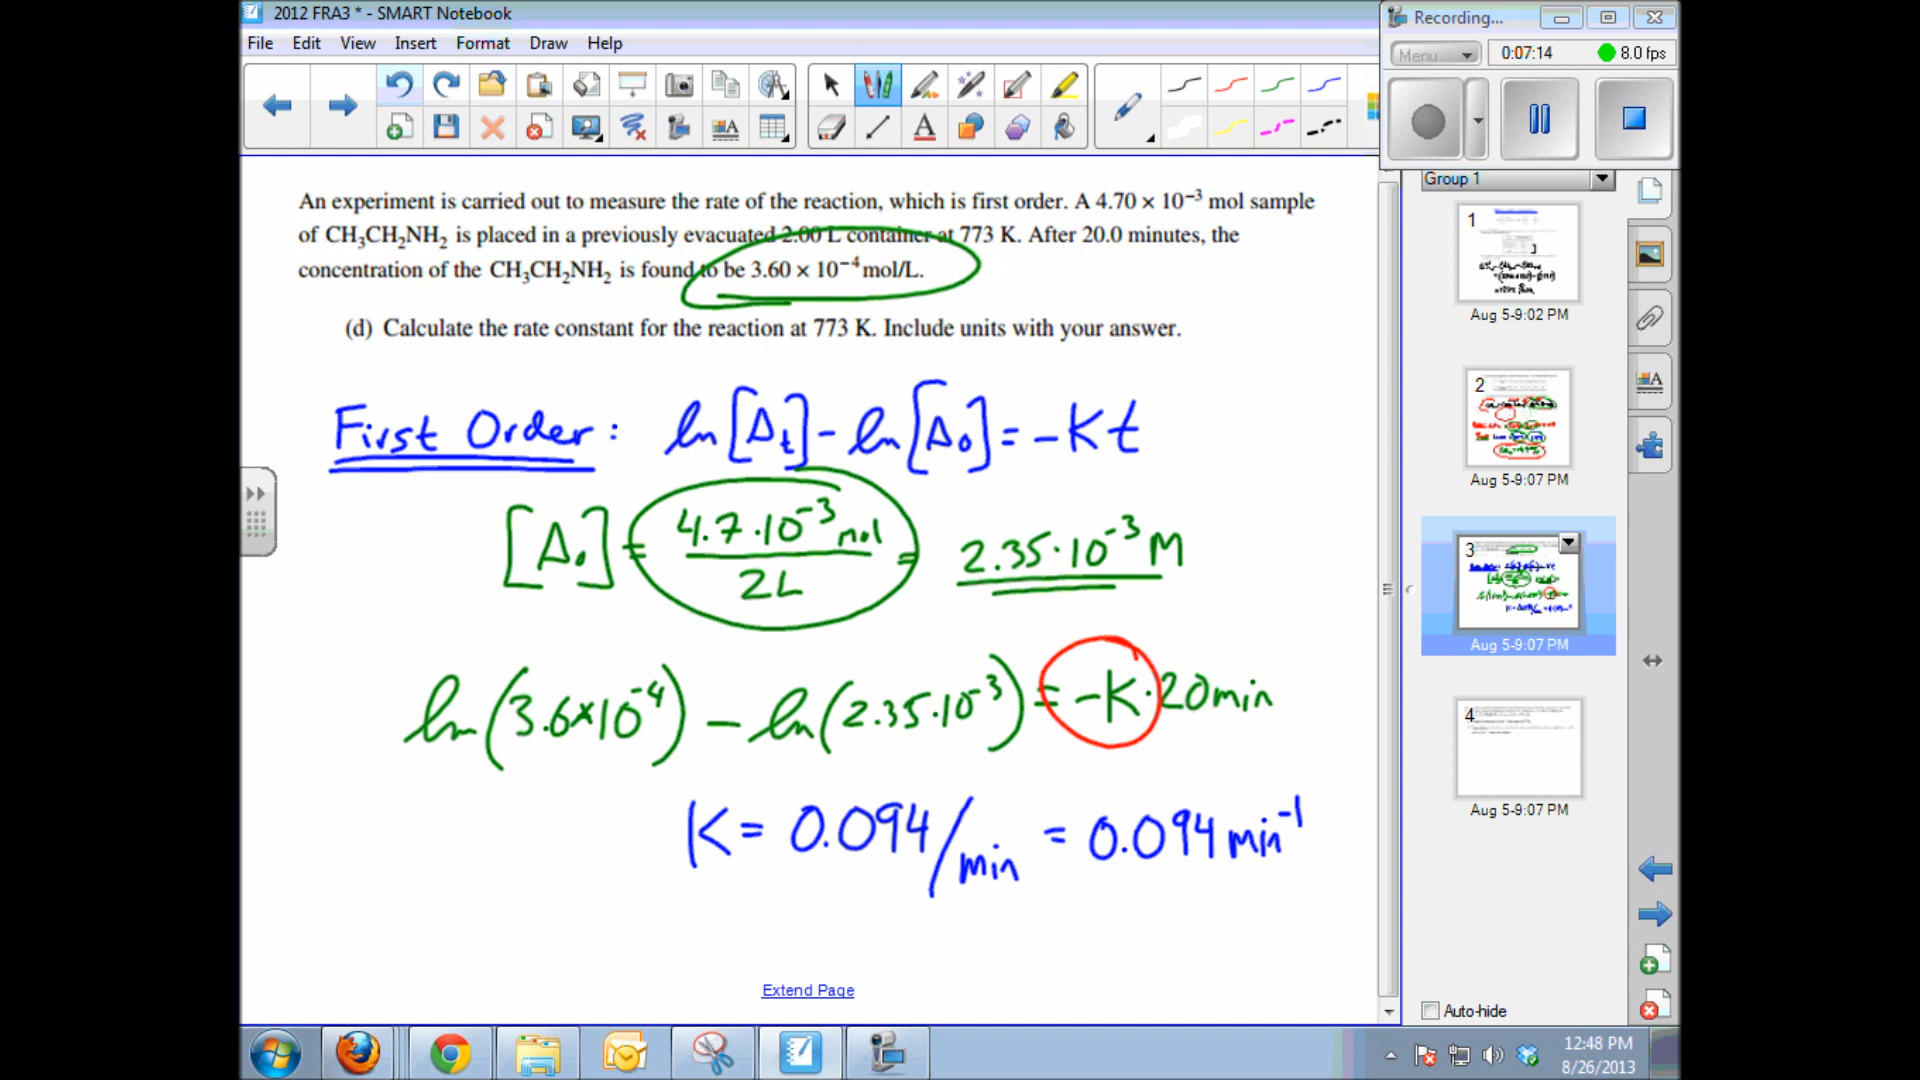 2012 FRA3 * - SMART Notebook
Recording...
File Edit View Insert Format Draw Help
Menu
0:07:14
8.0 fps
Group 1
An experiment is carried out to measure the rate of the reaction, which is first order. A 4.70 × 10⁻³ mol sample
of CH₃CH₂NH₂ is placed in a previously evacuated 2.00 L container at 773 K. After 20.0 minutes, the
concentration of the CH₃CH₂NH₂ is found to be 3.60 × 10⁻⁴ mol/L.
(d) Calculate the rate constant for the reaction at 773 K. Include units with your answer.
First Order: ln[A_t] - ln[A₀] = -Kt
[A₀] = 4.7·10⁻³ mol / 2L = 2.35·10⁻³ M
ln(3.6×10⁻⁴) - ln(2.35·10⁻³) = -K·20min
K = 0.094/min = 0.094 min⁻¹
Extend Page
1
Aug 5-9:02 PM
2
Aug 5-9:07 PM
3
Aug 5-9:07 PM
4
Aug 5-9:07 PM
Auto-hide
12:48 PM
8/26/2013